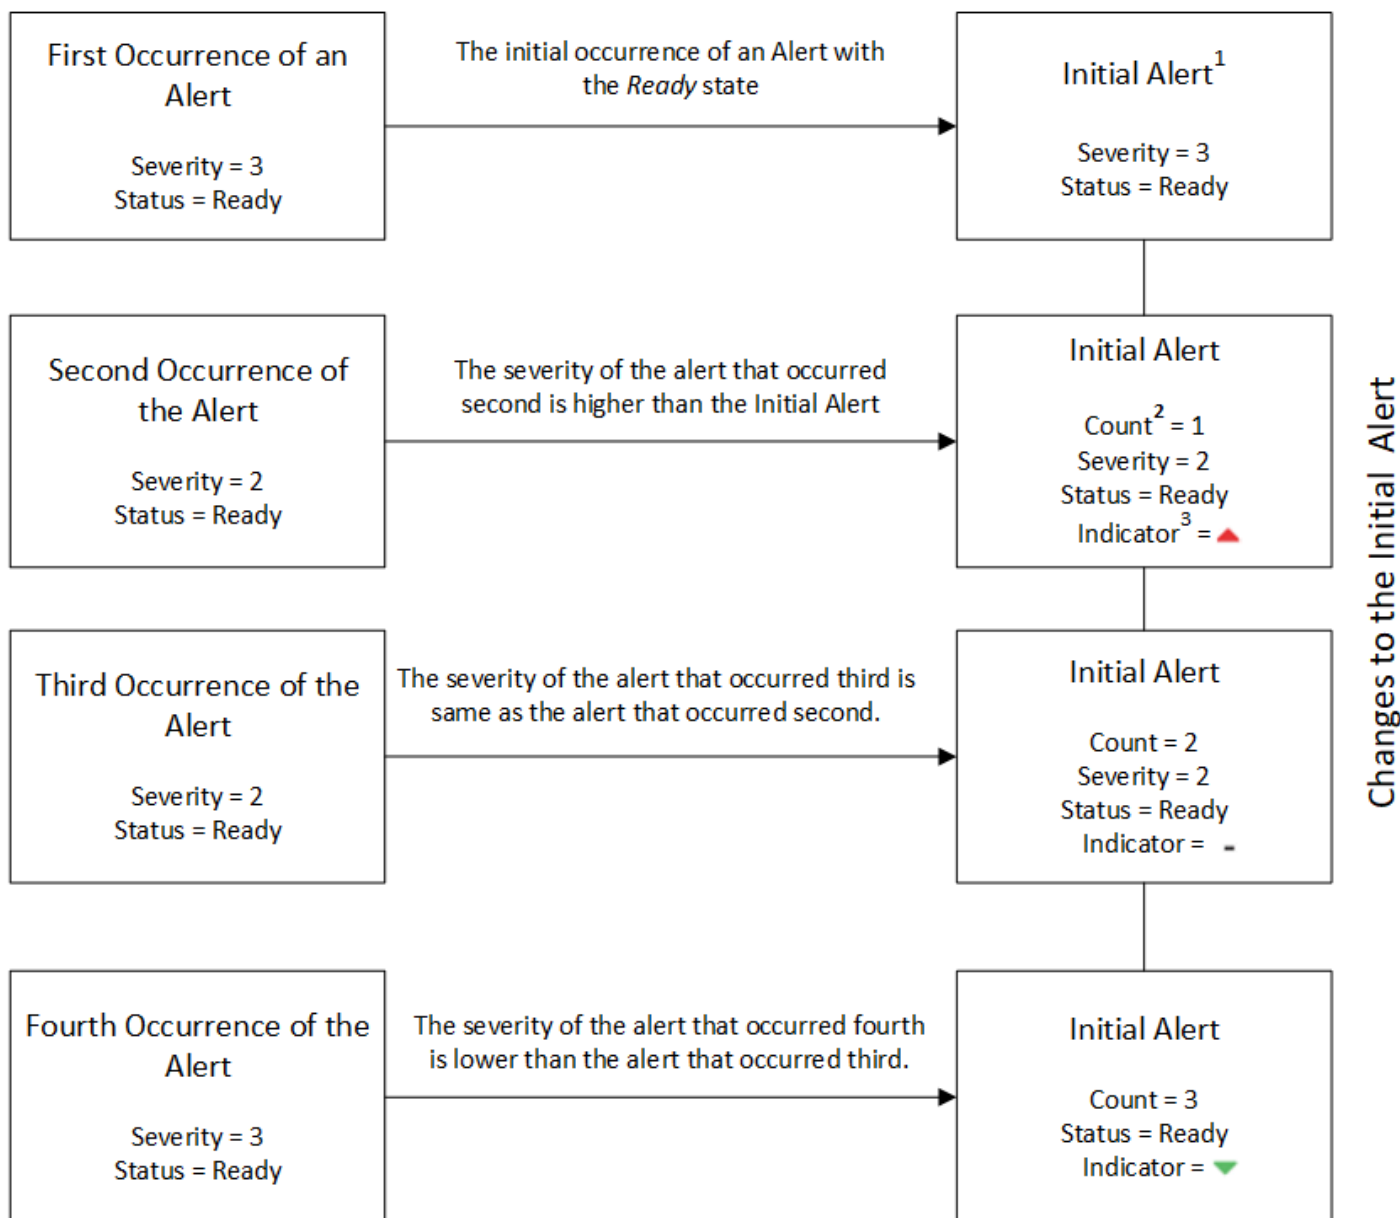 First Occurrence of an
Alert
Severity = 3
Status = Ready
The initial occurrence of an Alert with
the Ready state
Initial Alert1
Severity = 3
Status = Ready
Second Occurrence of
the Alert
Severity = 2
Status = Ready
The severity of the alert that occurred
second is higher than the Initial Alert
Initial Alert
Count2 = 1
Severity = 2
Status = Ready
Indicator3 =
Third Occurrence of the
Alert
Severity = 2
Status = Ready
The severity of the alert that occurred third is
same as the alert that occurred second.
Initial Alert
Count = 2
Severity = 2
Status = Ready
Indicator = -
Fourth Occurrence of the
Alert
Severity = 3
Status = Ready
The severity of the alert that occurred fourth
is lower than the alert that occurred third.
Initial Alert
Count = 3
Status = Ready
Indicator =
Changes to the Initial Alert